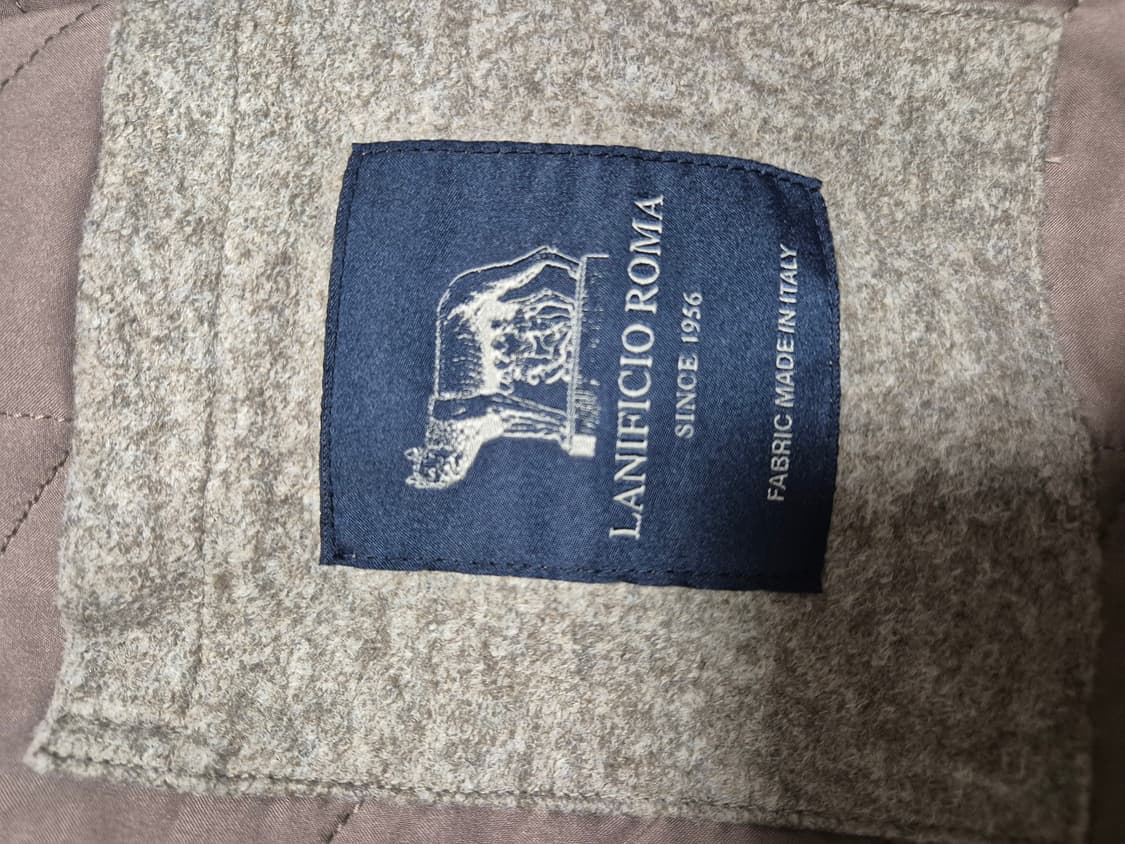 LANIFICIO ROMA
SINCE 1956
FABRIC MADE IN ITALY